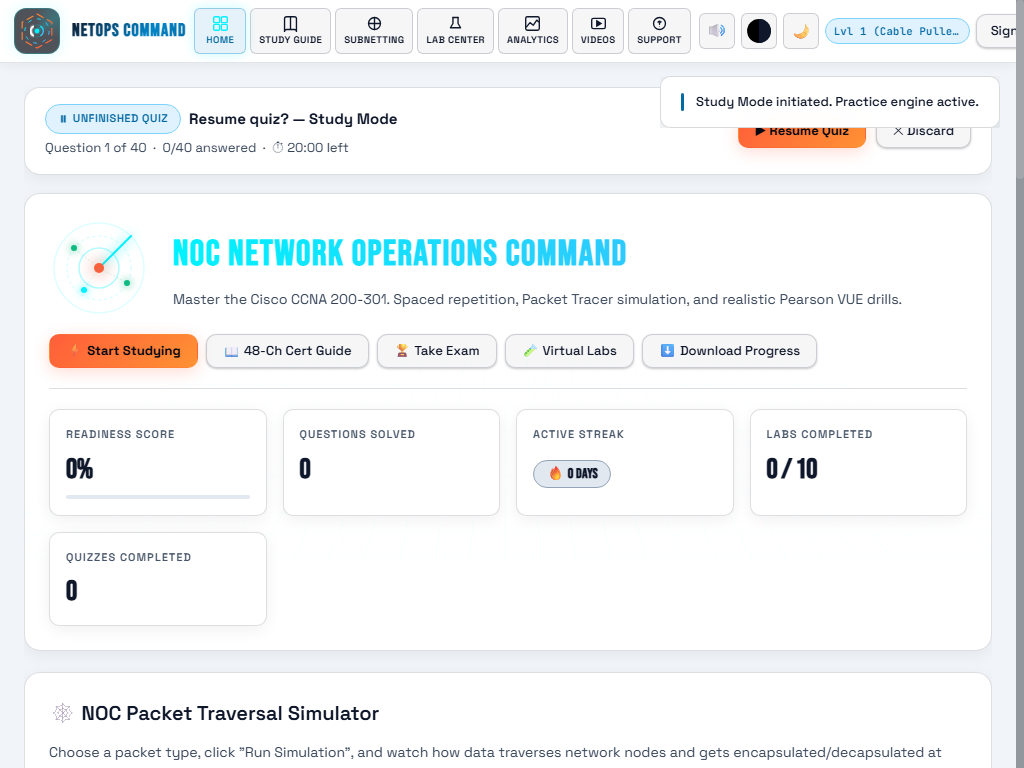 NETOPS COMMAND
HOME
STUDY GUIDE
SUBNETTING
LAB CENTER
ANALYTICS
VIDEOS
SUPPORT
Lvl 1 (Cable Pulle…
Sign
Study Mode initiated. Practice engine active.
UNFINISHED QUIZ
Resume quiz? — Study Mode
Question 1 of 40 · 0/40 answered · ⏱ 20:00 left
▶ Resume Quiz
✕ Discard
NOC NETWORK OPERATIONS COMMAND
Master the Cisco CCNA 200-301. Spaced repetition, Packet Tracer simulation, and realistic Pearson VUE drills.
Start Studying
48-Ch Cert Guide
Take Exam
Virtual Labs
Download Progress
READINESS SCORE
0%
QUESTIONS SOLVED
0
ACTIVE STREAK
0 DAYS
LABS COMPLETED
0 / 10
QUIZZES COMPLETED
0
NOC Packet Traversal Simulator
Choose a packet type, click "Run Simulation", and watch how data traverses network nodes and gets encapsulated/decapsulated at